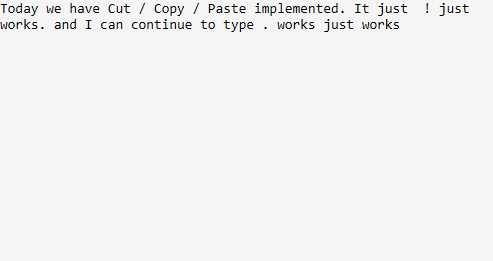 Today we have Cut / Copy / Paste implemented. It just  ! just
works. and I can continue to type . works just works